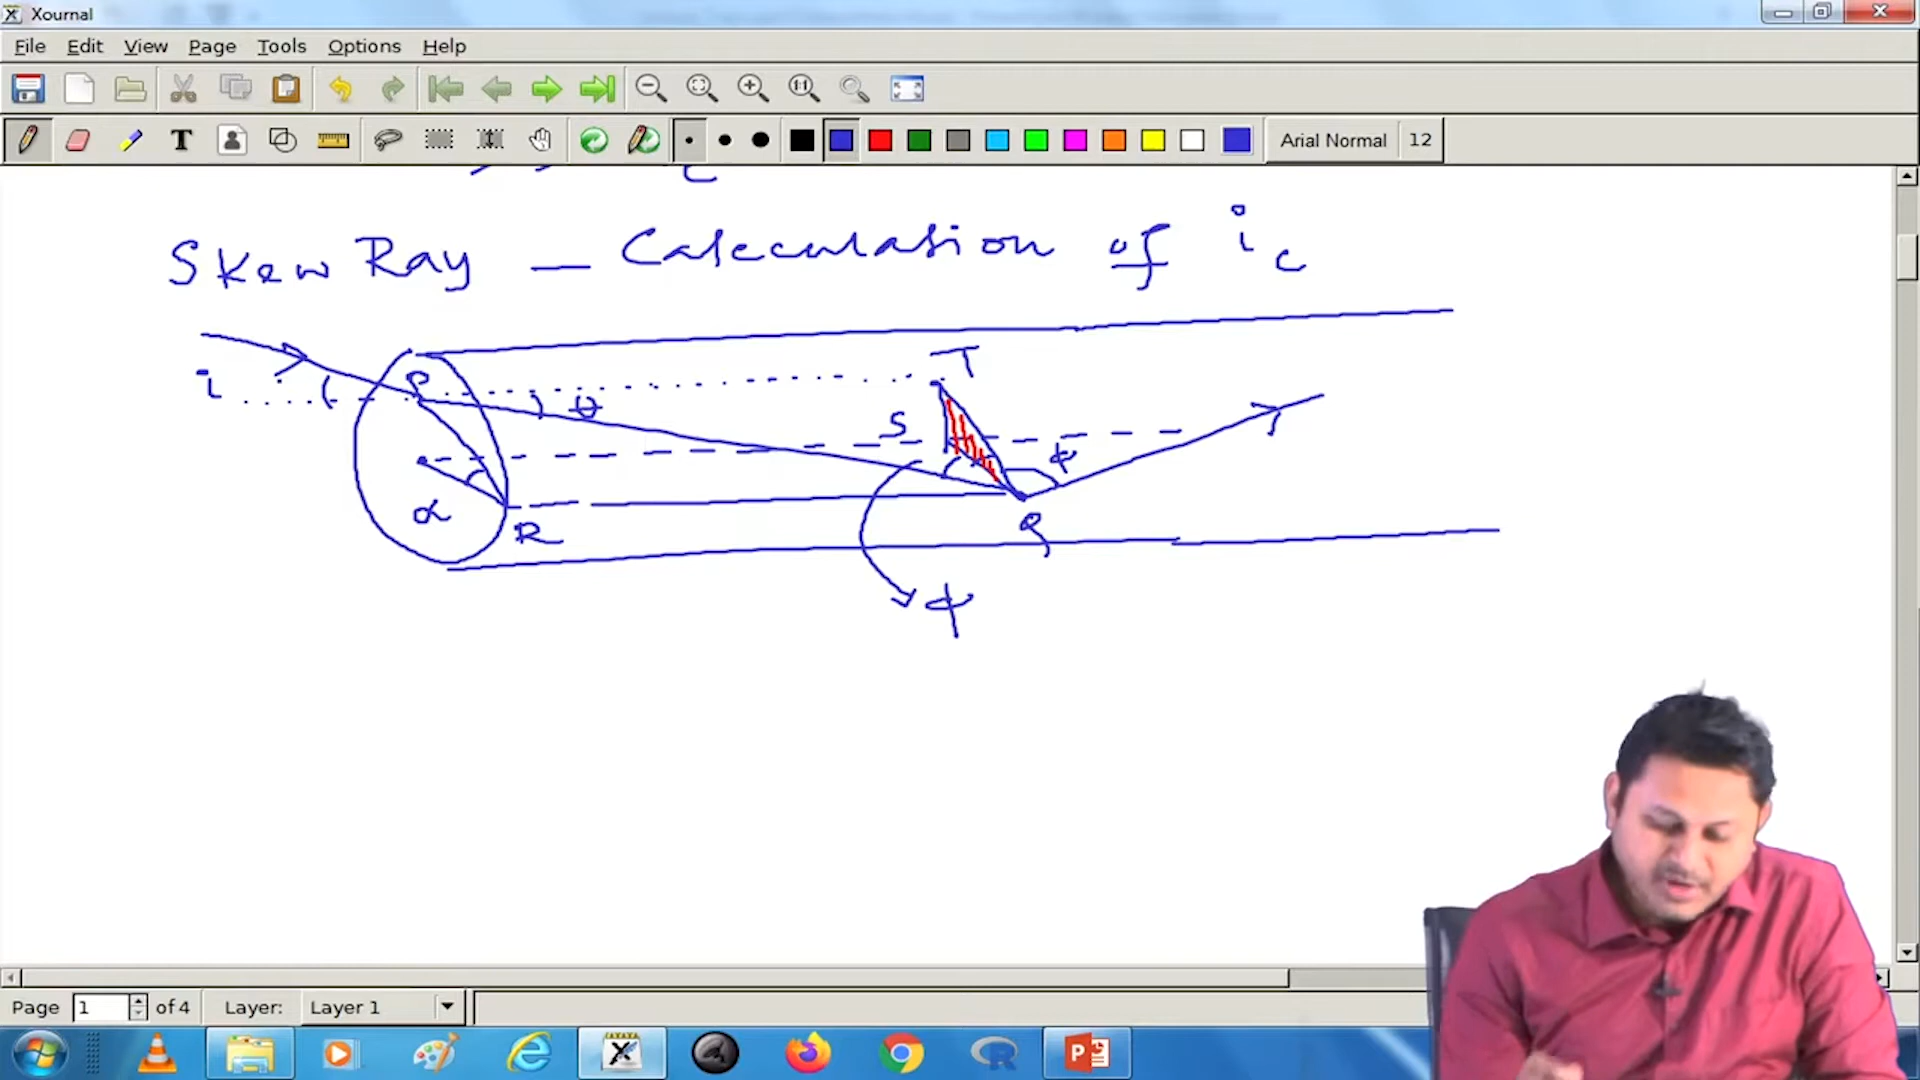 Xournal
File Edit View Page Tools Options Help
T Arial Normal 12
Skew Ray — Calculation of i c
i
P
θ
T
S
ϕ
α
R
Q
ϕ
Page 1 of 4 Layer: Layer 1